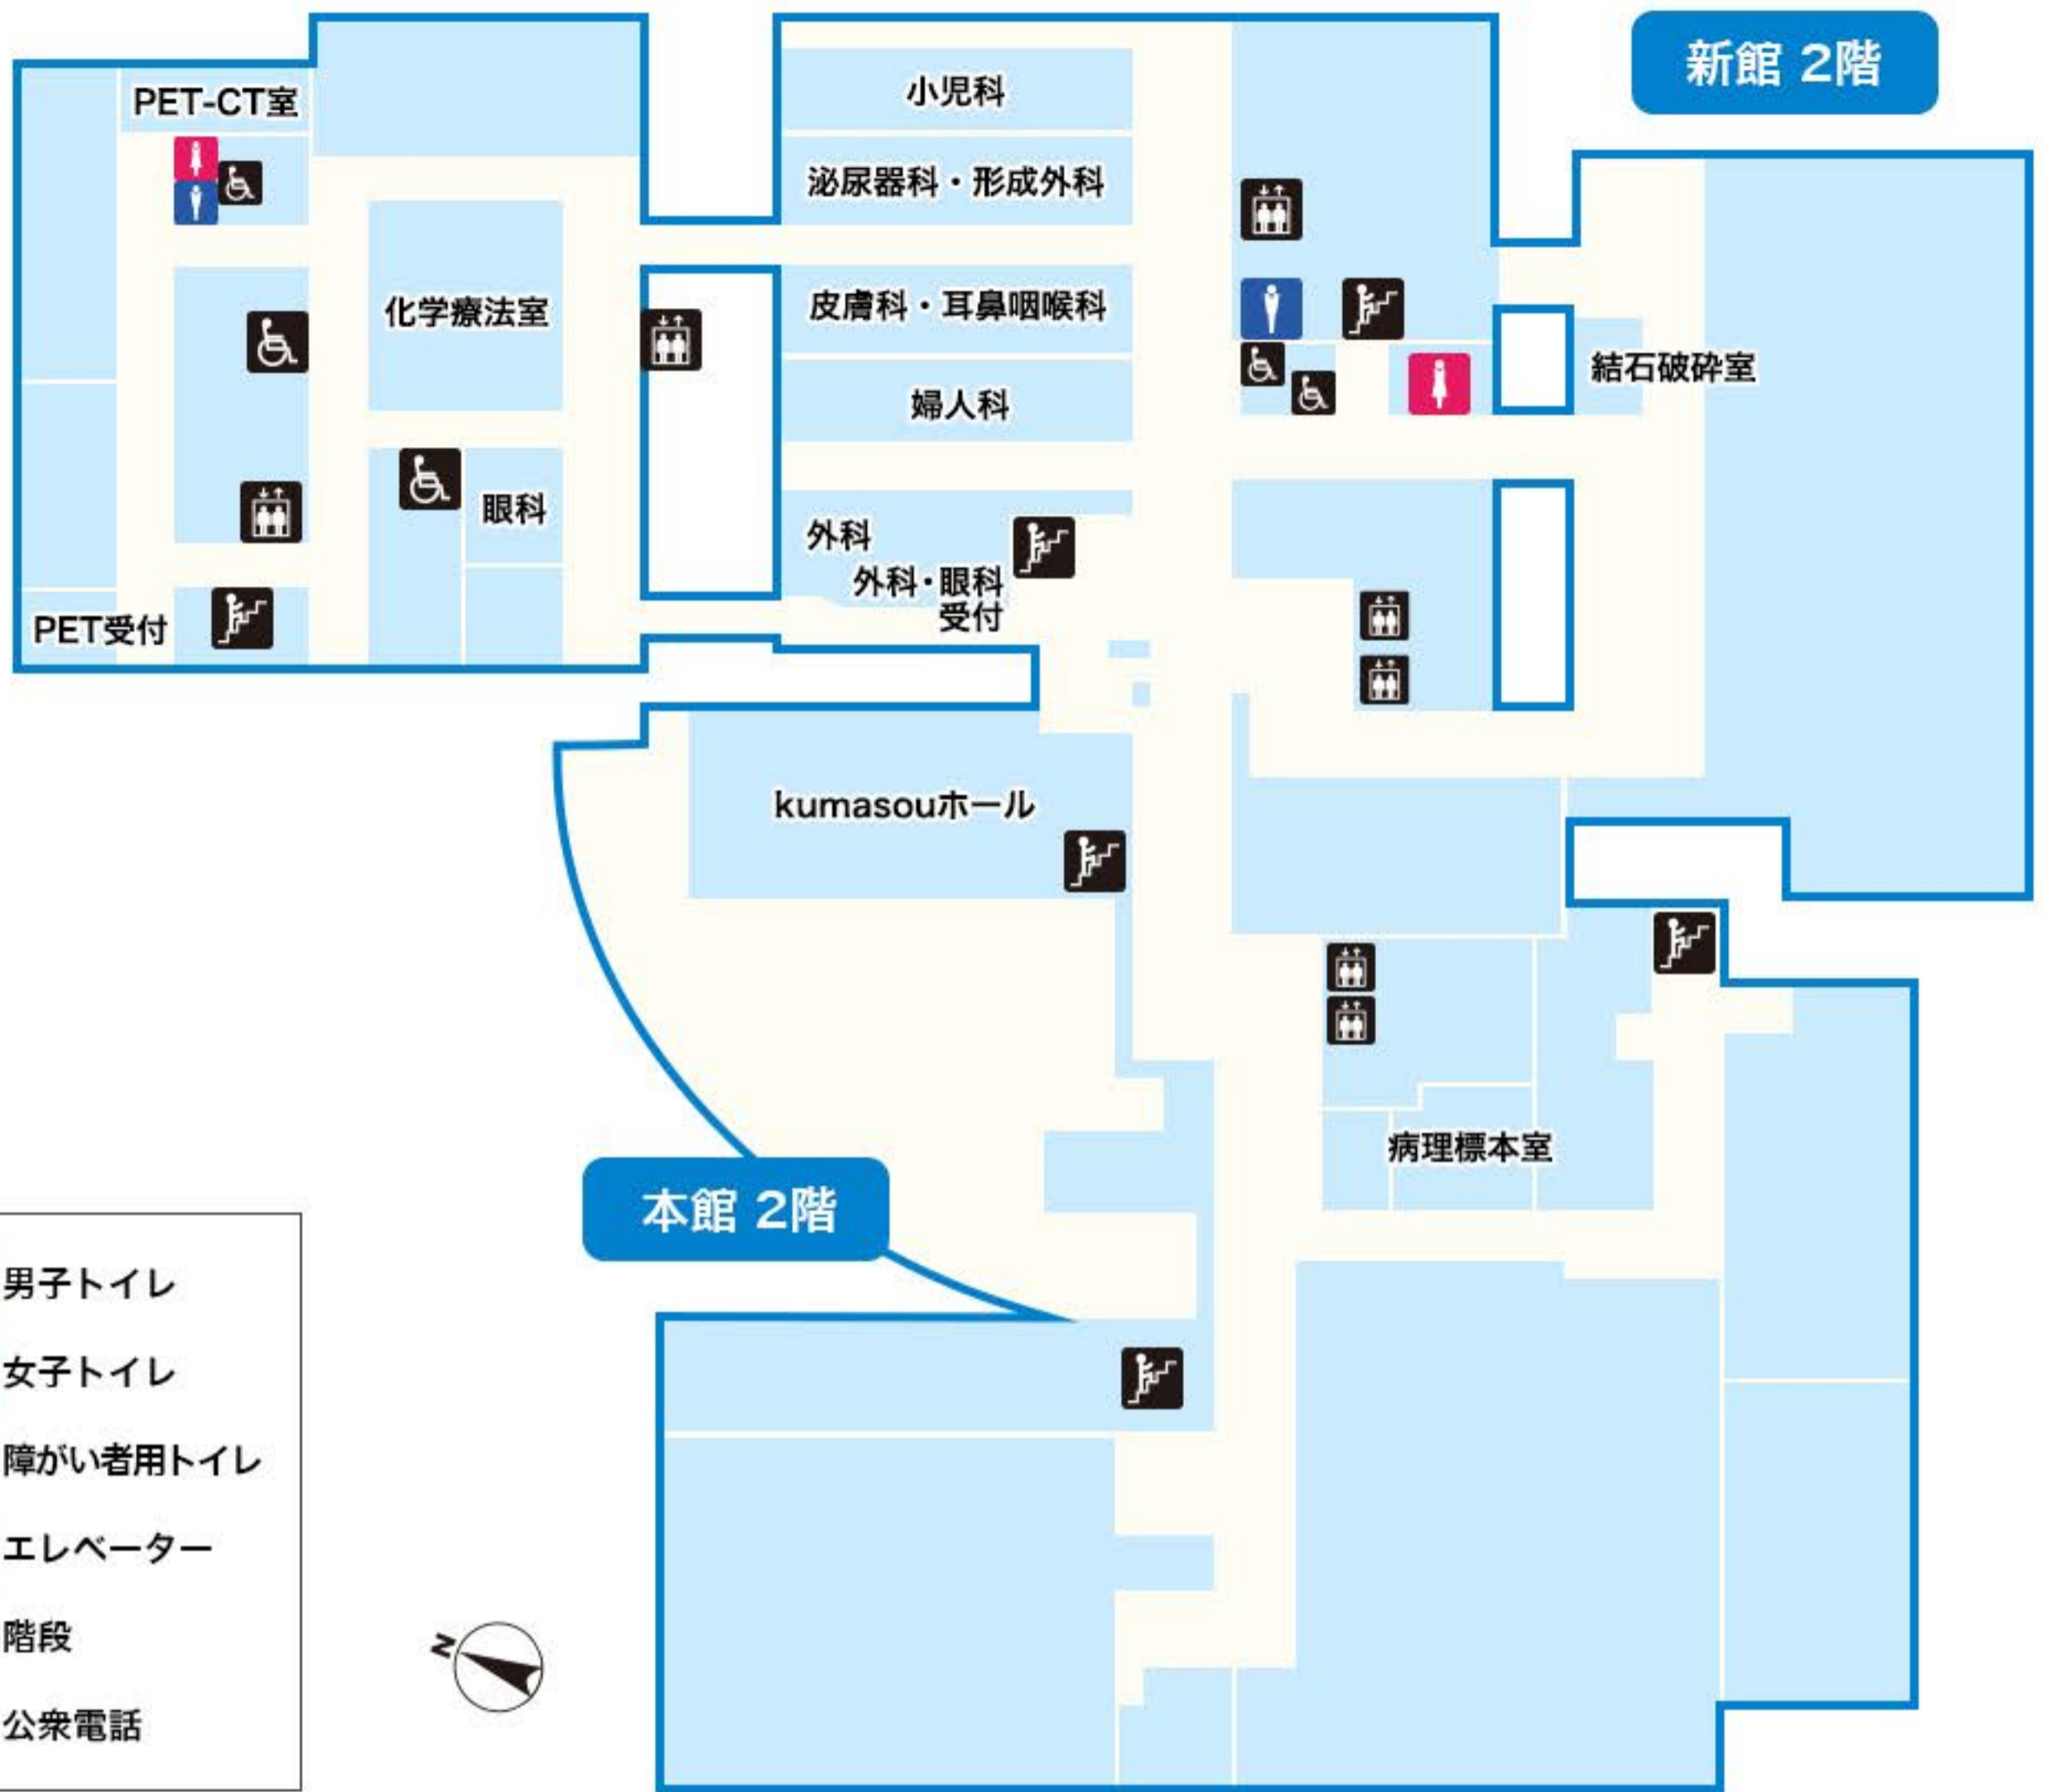 新館 2階
PET-CT室
小児科
泌尿器科・形成外科
化学療法室
皮膚科・耳鼻咽喉科
結石破砕室
婦人科
眼科
外科
外科・眼科
受付
PET受付
kumasouホール
病理標本室
本館 2階
男子トイレ
女子トイレ
障がい者用トイレ
エレベーター
階段
公衆電話
N